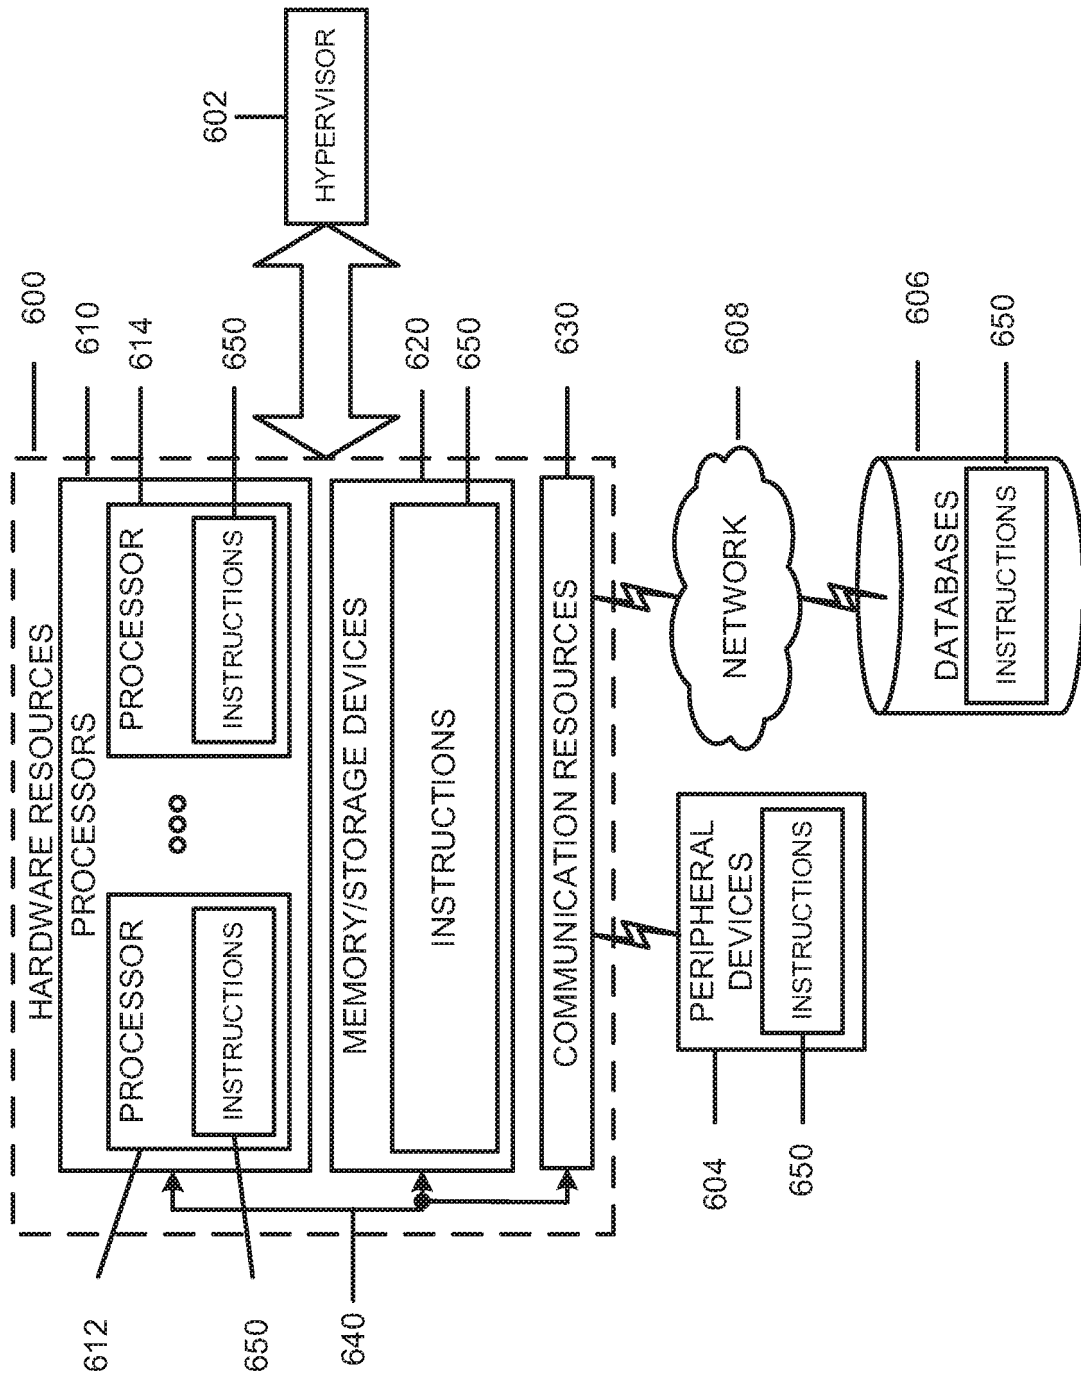 HARDWARE RESOURCES
600
PROCESSORS
610
PROCESSOR
612
INSTRUCTIONS
650
PROCESSOR
614
INSTRUCTIONS
650
HYPERVISOR
602
MEMORY/STORAGE DEVICES
620
INSTRUCTIONS
650
640
COMMUNICATION RESOURCES
630
PERIPHERAL
DEVICES
604
INSTRUCTIONS
650
NETWORK
608
DATABASES
606
INSTRUCTIONS
650